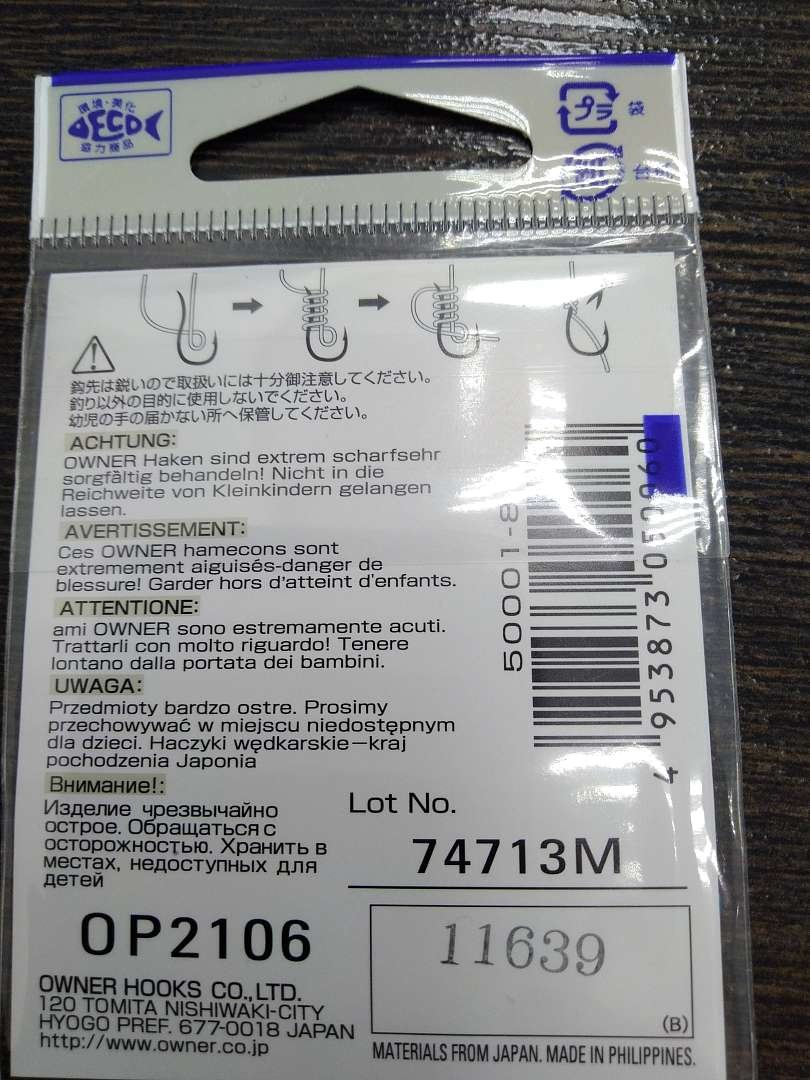 環境・美化
ECO
協力商品
プラ
袋
台紙
鈎先は鋭いので取扱いには十分御注意してください。
釣り以外の目的に使用しないでください。
幼児の手の届かない所へ保管してください。
ACHTUNG:
OWNER Haken sind extrem scharfsehr
sorgfältig behandeln! Nicht in die
Reichweite von Kleinkindern gelangen
lassen.
AVERTISSEMENT:
Ces OWNER hamecons sont
extremement aiguisés-danger de
blessure! Garder hors d'atteint d'enfants.
ATTENTIONE:
ami OWNER sono estremamente acuti.
Trattarli con molto riguardo! Tenere
lontano dalla portata dei bambini.
UWAGA:
Przedmioty bardzo ostre. Prosimy
przechowywać w miejscu niedostępnym
dla dzieci. Haczyki wędkarskie—kraj
pochodzenia Japonia
Внимание!:
Изделие чрезвычайно
острое. Обращаться с
осторожностью. Хранить в
местах, недоступных для
детей
50001-8
4 953873 050960
Lot No.
74713M
OP2106
11639
(B)
OWNER HOOKS CO.,LTD.
120 TOMITA NISHIWAKI-CITY
HYOGO PREF. 677-0018 JAPAN
http://www.owner.co.jp
MATERIALS FROM JAPAN. MADE IN PHILIPPINES.